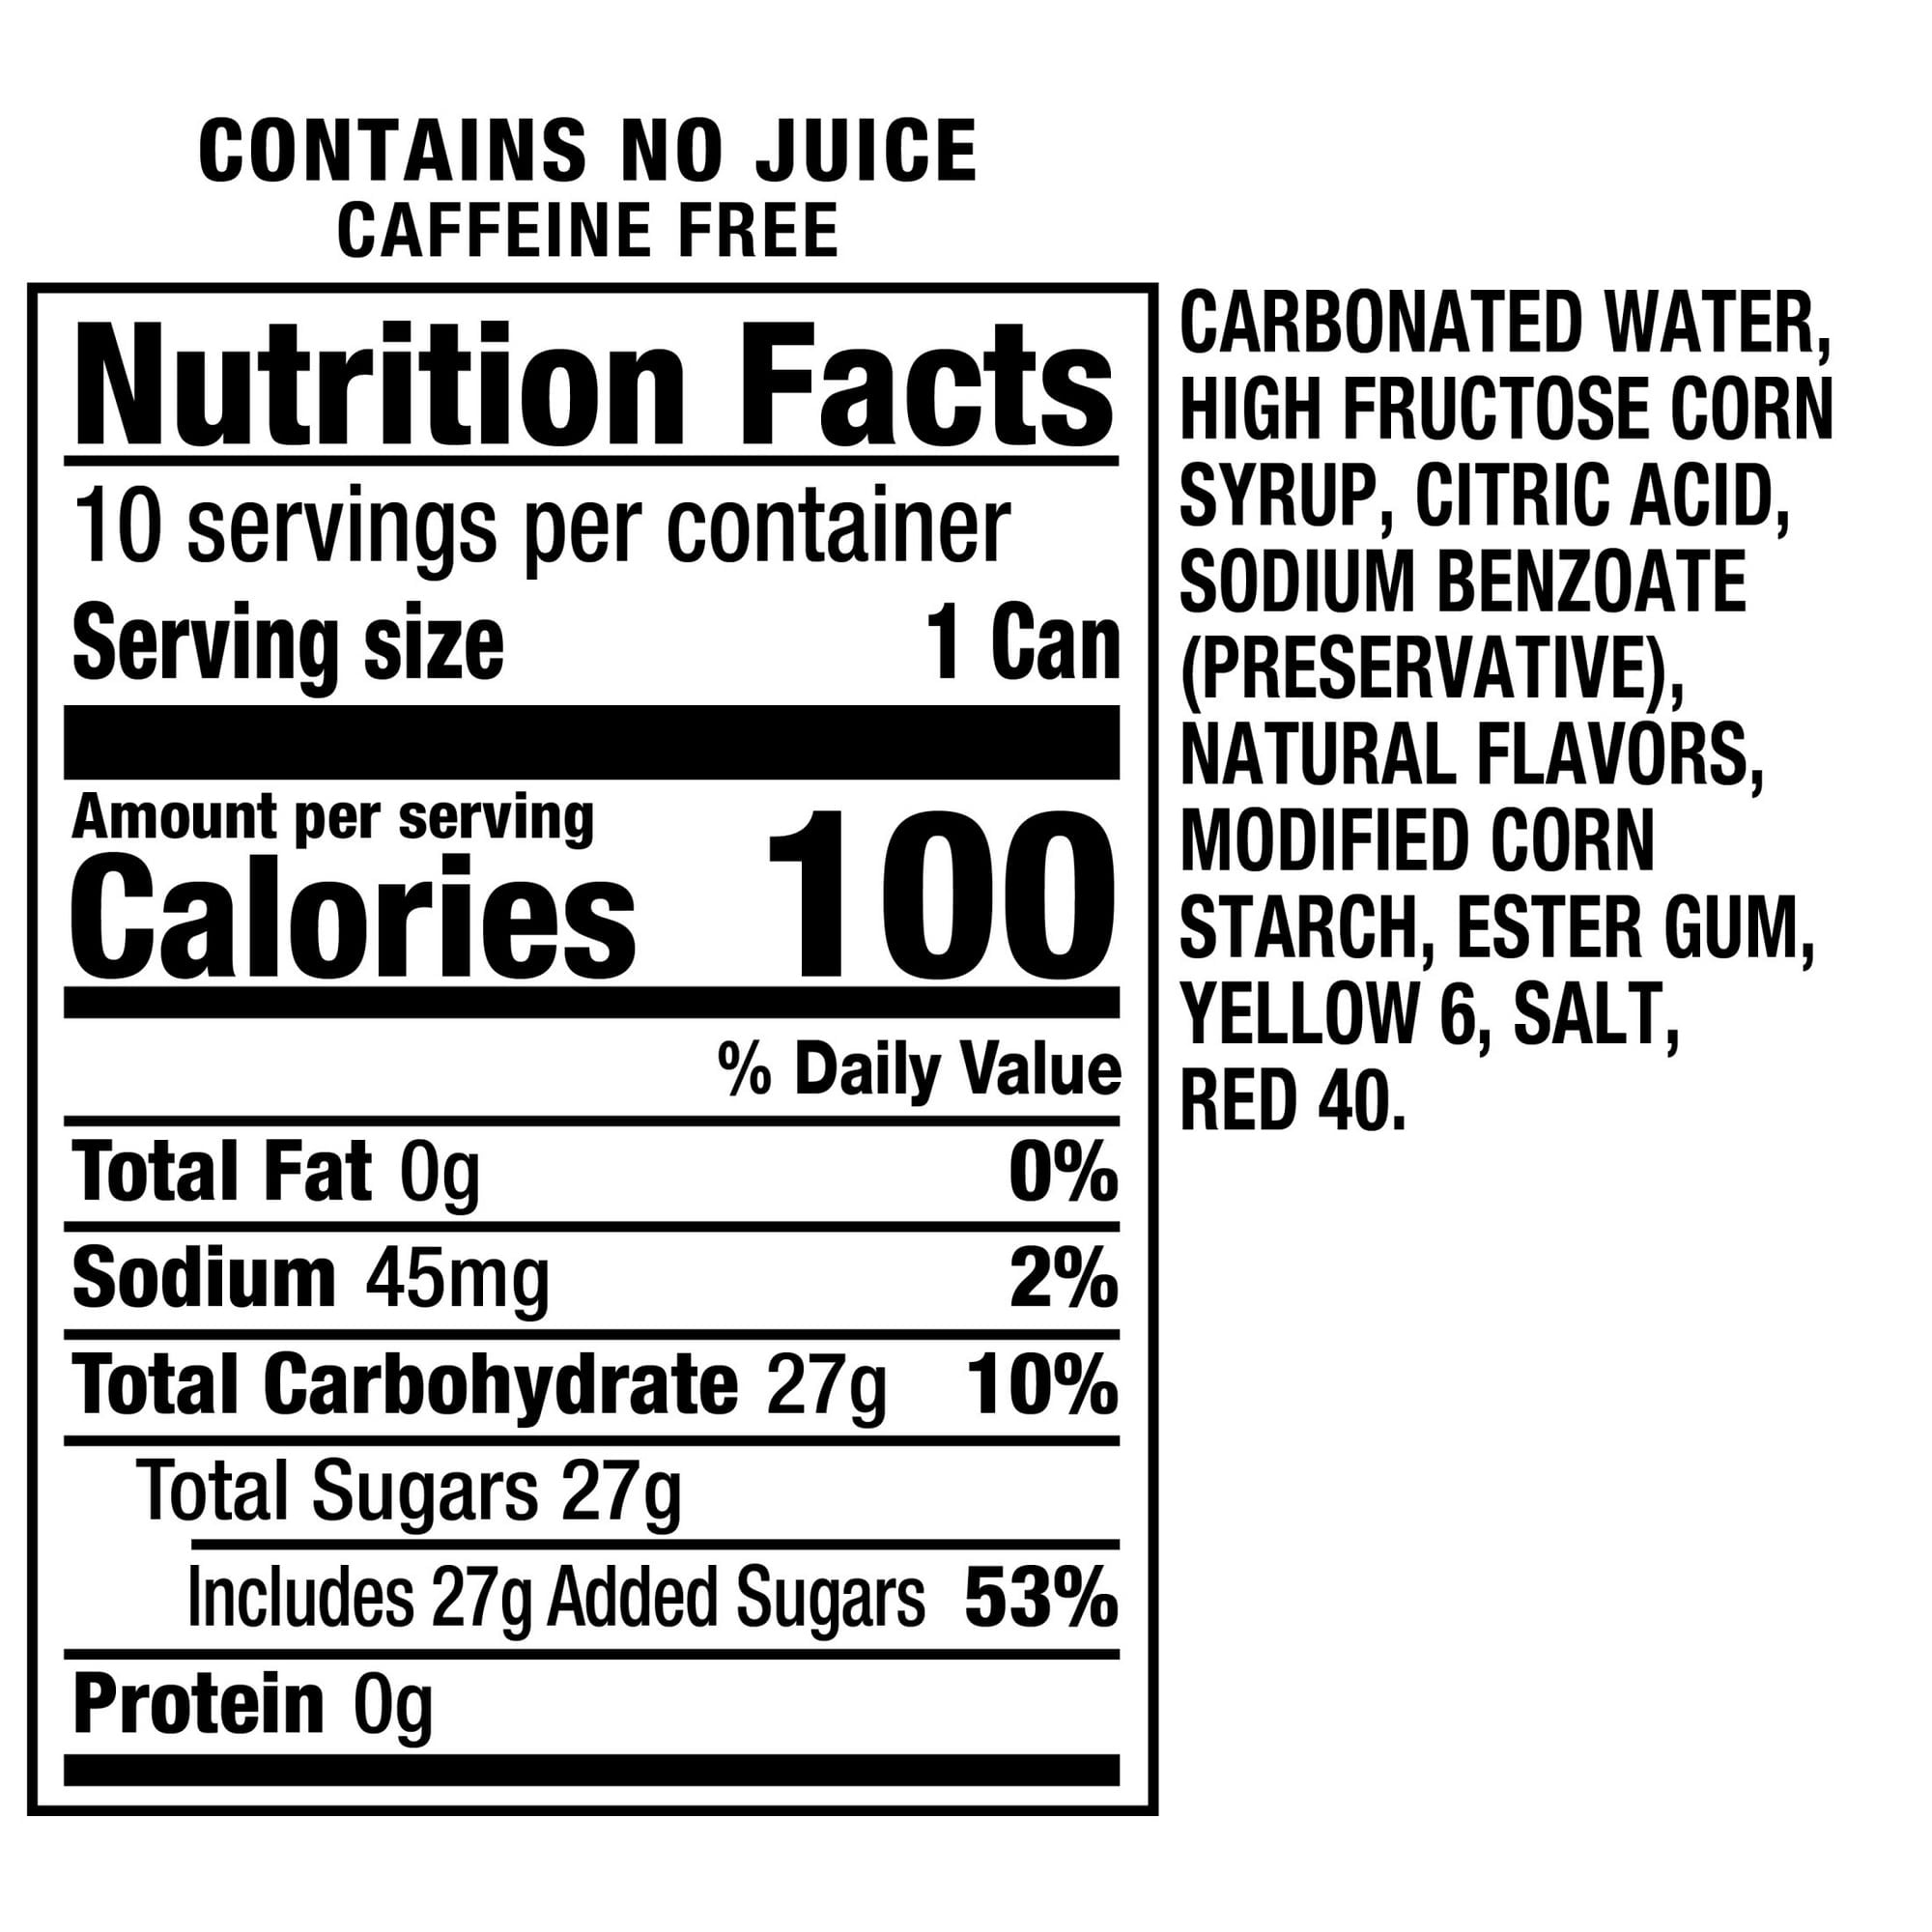 CONTAINS NO JUICE
CAFFEINE FREE
Nutrition Facts
10 servings per container
Serving size 1 Can
Amount per serving
Calories 100
% Daily Value
Total Fat 0g 0%
Sodium 45mg 2%
Total Carbohydrate 27g 10%
Total Sugars 27g
Includes 27g Added Sugars 53%
Protein 0g
CARBONATED WATER,
HIGH FRUCTOSE CORN
SYRUP, CITRIC ACID,
SODIUM BENZOATE
(PRESERVATIVE),
NATURAL FLAVORS,
MODIFIED CORN
STARCH, ESTER GUM,
YELLOW 6, SALT,
RED 40.